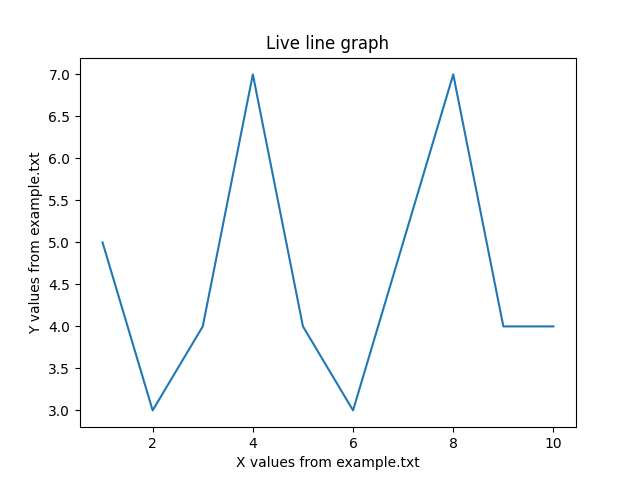 Live line graph
7.0
6.5
6.0
5.5
5.0
4.5
4.0
3.5
3.0
Y values from example.txt
2 4 6 8 10
X values from example.txt